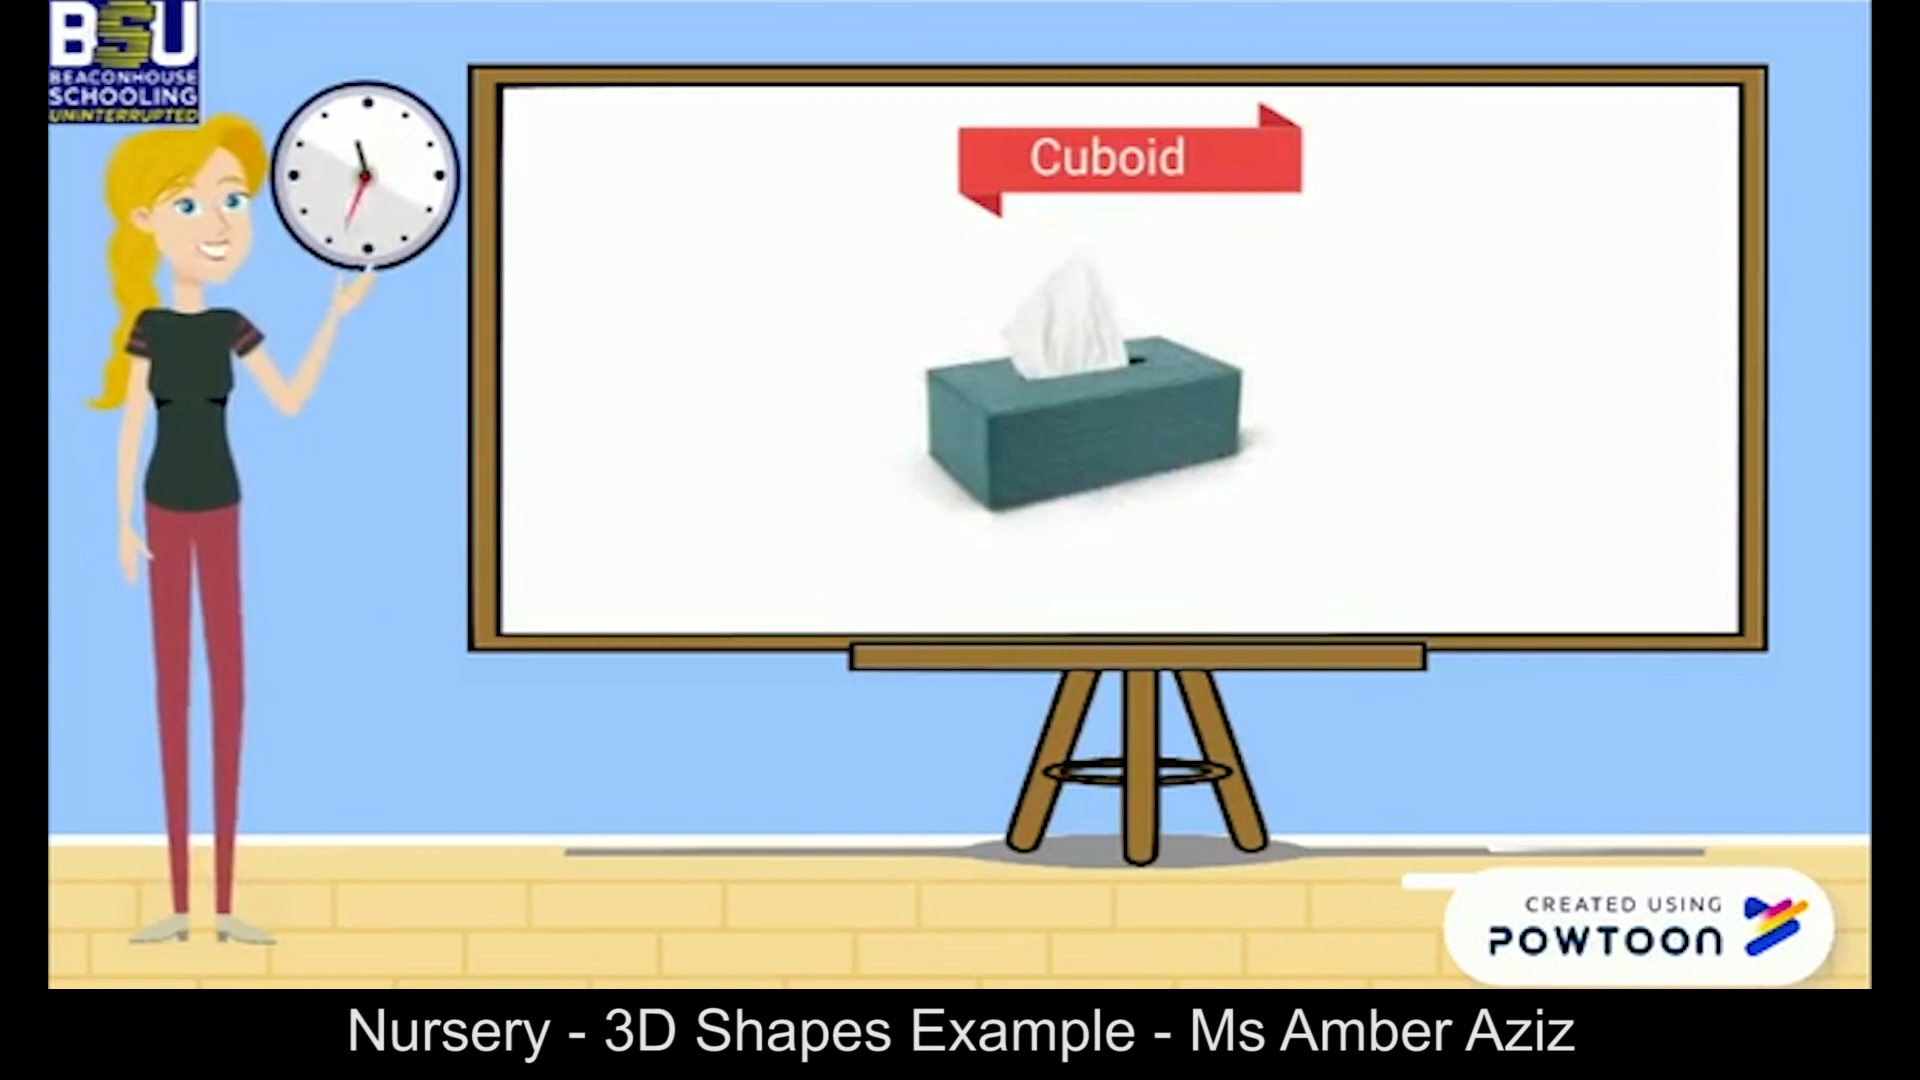 BSU
BEACONHOUSE
SCHOOLING
UNINTERRUPTED
Cuboid
CREATED USING
POWTOON
Nursery - 3D Shapes Example - Ms Amber Aziz